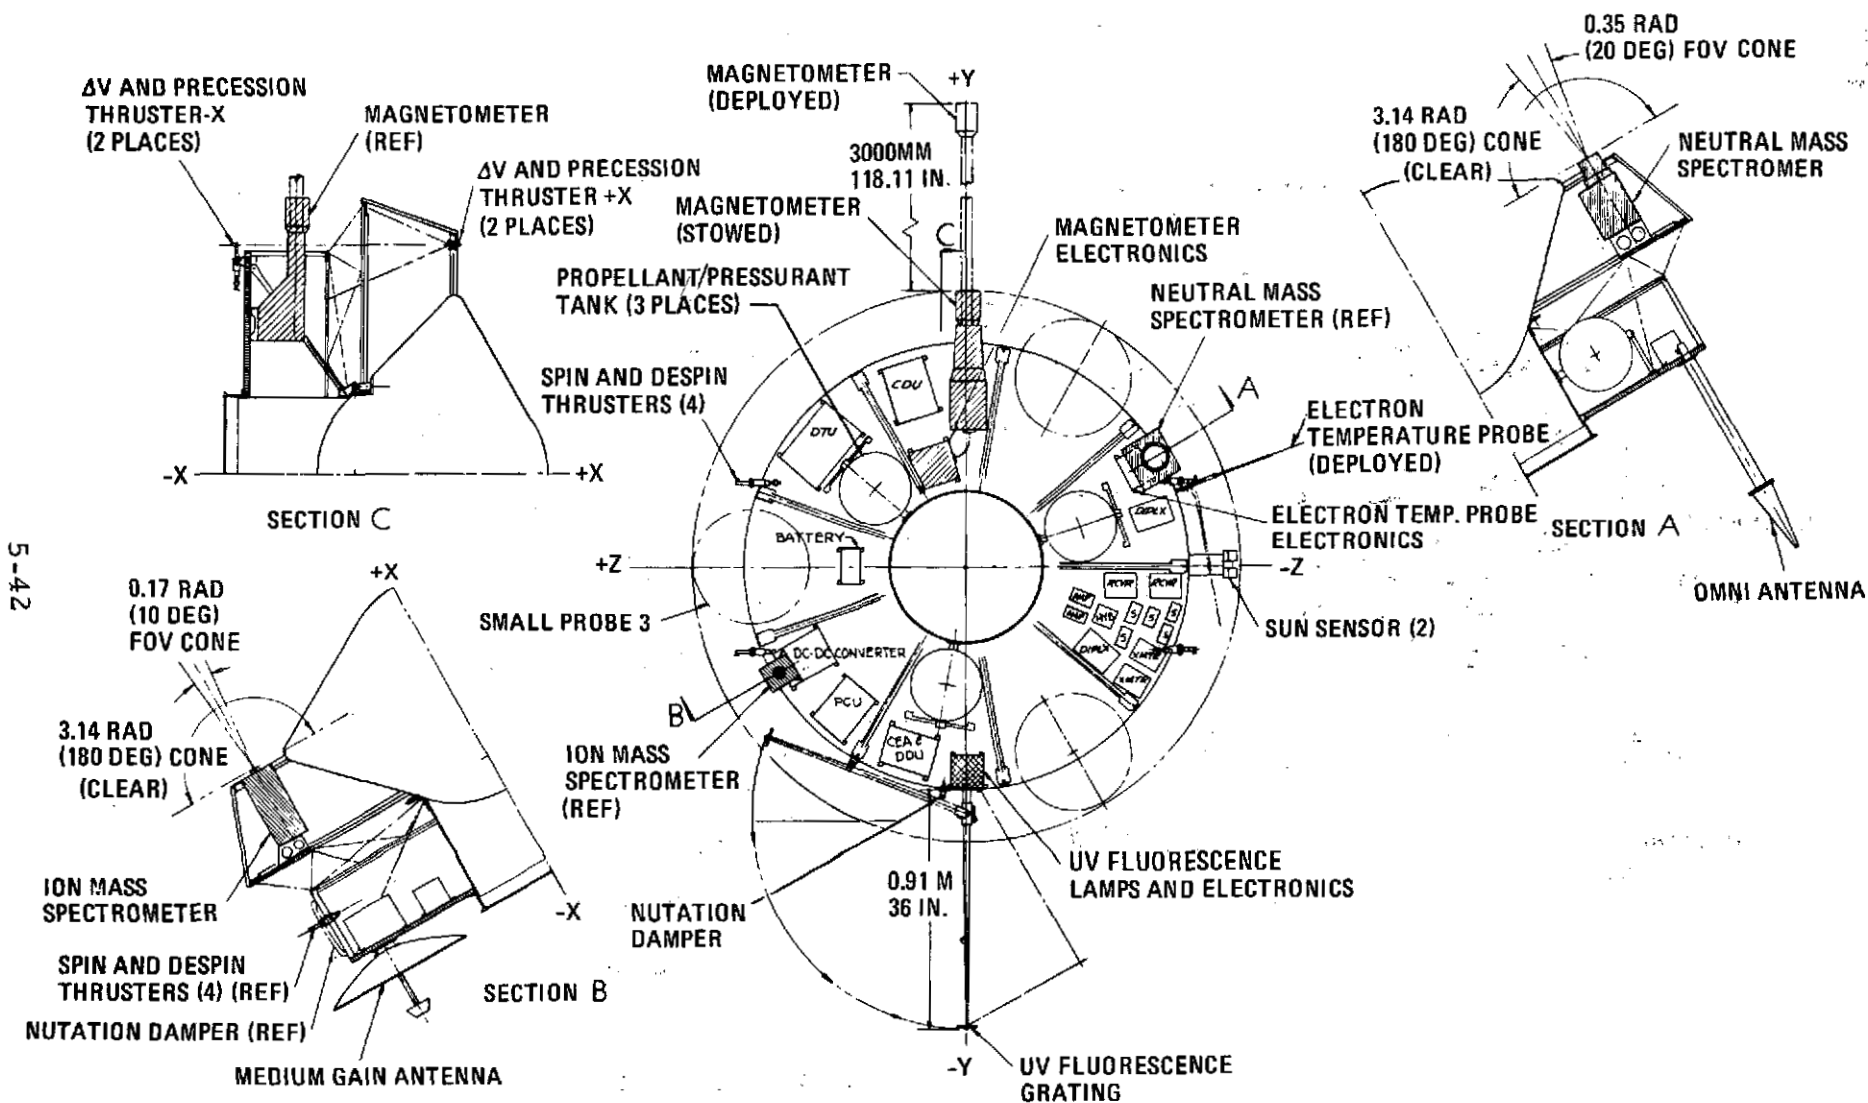 ΔV AND PRECESSION
THRUSTER-X
(2 PLACES)
MAGNETOMETER
(REF)
ΔV AND PRECESSION
THRUSTER +X
(2 PLACES)
-X
+X
SECTION C
MAGNETOMETER
(DEPLOYED)
+Y
3000MM
118.11 IN.
MAGNETOMETER
(STOWED)
C
PROPELLANT/PRESSURANT
TANK (3 PLACES)
SPIN AND DESPIN
THRUSTERS (4)
MAGNETOMETER
ELECTRONICS
NEUTRAL MASS
SPECTROMETER (REF)
A
ELECTRON
TEMPERATURE PROBE
(DEPLOYED)
ELECTRON TEMP. PROBE
ELECTRONICS
0.35 RAD
(20 DEG) FOV CONE
3.14 RAD
(180 DEG) CONE
(CLEAR)
NEUTRAL MASS
SPECTROMER
SECTION A
OMNI ANTENNA
CDU
DTU
BATTERY
DIPLX
+Z
-Z
SMALL PROBE 3
SUN SENSOR (2)
RCVR
RCVR
S
S
S
S
S
DIPLX
XMTR
XMTR
DC-DC CONVERTER
PCU
CEA &
DDU
B
ION MASS
SPECTROMETER
(REF)
NUTATION
DAMPER
0.91 M
36 IN.
UV FLUORESCENCE
LAMPS AND ELECTRONICS
-Y
UV FLUORESCENCE
GRATING
5-42
+X
0.17 RAD
(10 DEG)
FOV CONE
3.14 RAD
(180 DEG) CONE
(CLEAR)
ION MASS
SPECTROMETER
-X
SPIN AND DESPIN
THRUSTERS (4) (REF)
SECTION B
NUTATION DAMPER (REF)
MEDIUM GAIN ANTENNA